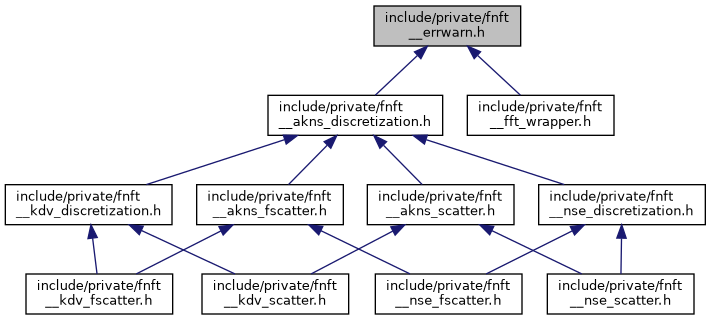 include/private/fnft
__errwarn.h
include/private/fnft
__akns_discretization.h
include/private/fnft
__fft_wrapper.h
include/private/fnft
__kdv_discretization.h
include/private/fnft
__akns_fscatter.h
include/private/fnft
__akns_scatter.h
include/private/fnft
__nse_discretization.h
include/private/fnft
__kdv_fscatter.h
include/private/fnft
__kdv_scatter.h
include/private/fnft
__nse_fscatter.h
include/private/fnft
__nse_scatter.h